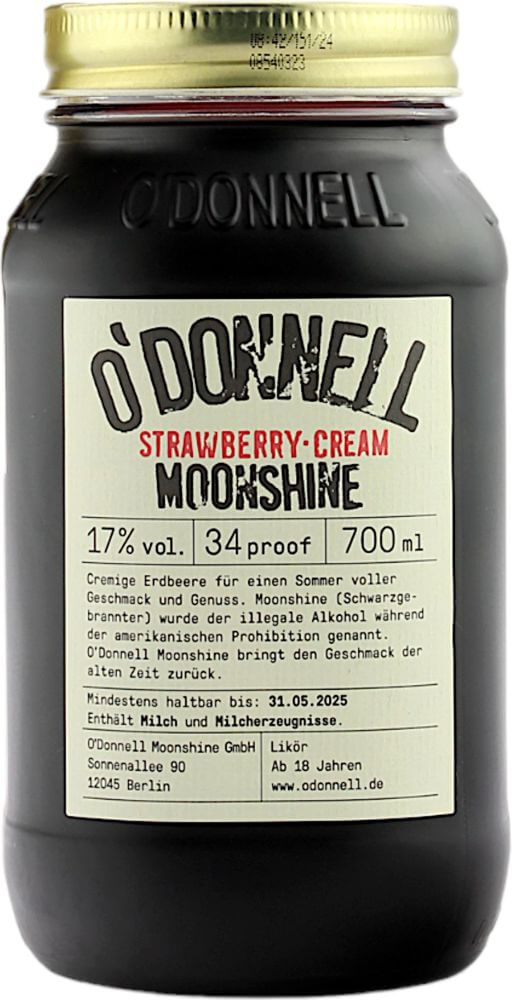 08:42/151/24
08540323
O'DONNELL
O'DONNELL
STRAWBERRY·CREAM
MOONSHINE
17% vol. 34 proof 700 ml
Cremige Erdbeere für einen Sommer voller
Geschmack und Genuss. Moonshine (Schwarzge-
brannter) wurde der illegale Alkohol während
der amerikanischen Prohibition genannt.
O'Donnell Moonshine bringt den Geschmack der
alten Zeit zurück.
Mindestens haltbar bis: 31.05.2025
Enthält Milch und Milcherzeugnisse.
O'Donnell Moonshine GmbH Likör
Sonnenallee 90 Ab 18 Jahren
12045 Berlin www.odonnell.de